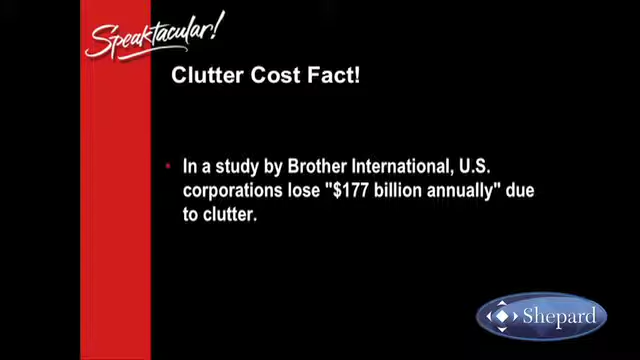 Speaktacular!
Clutter Cost Fact!
• In a study by Brother International, U.S.
corporations lose "$177 billion annually" due
to clutter.
Shepard